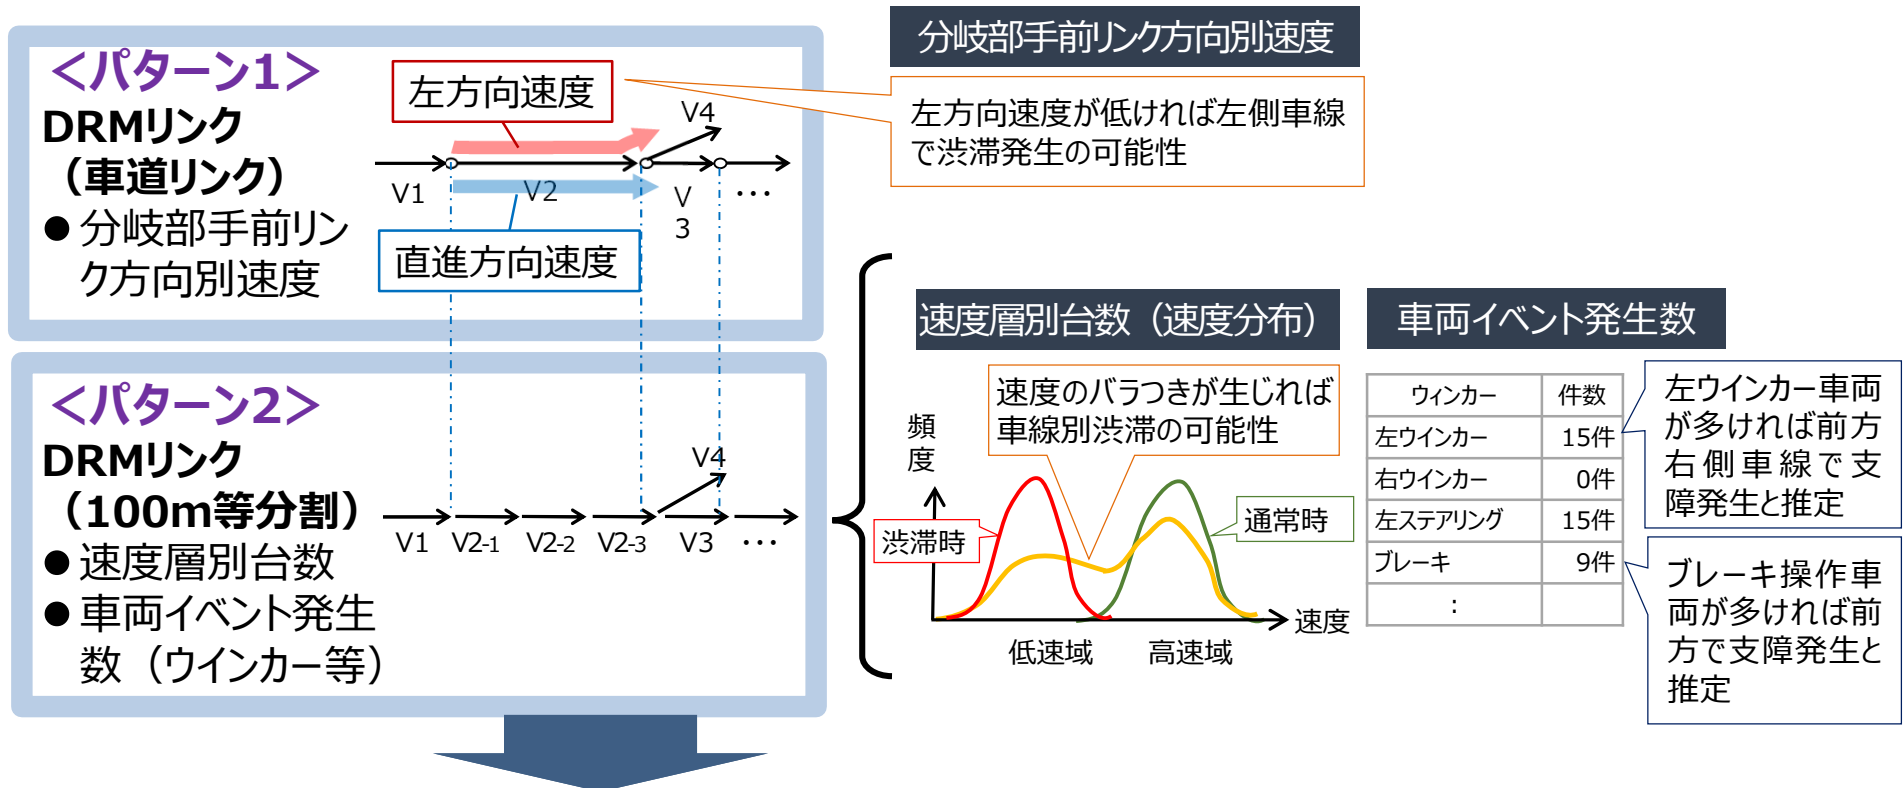 <パターン1>
DRMリンク
（車道リンク）
●分岐部手前リン
ク方向別速度
左方向速度
V4
V1
V2
V
3
…
直進方向速度
分岐部手前リンク方向別速度
左方向速度が低ければ左側車線
で渋滞発生の可能性
<パターン2>
DRMリンク
（100m等分割）
●速度層別台数
●車両イベント発生
数（ウインカー等）
V4
V1
V2-1
V2-2
V2-3
V3
…
速度層別台数（速度分布）
速度のバラつきが生じれば
車線別渋滞の可能性
頻
度
渋滞時
通常時
速度
低速域
高速域
車両イベント発生数
ウィンカー 件数
左ウインカー 15件
右ウインカー 0件
左ステアリング 15件
ブレーキ 9件
：
左ウインカー車両
が多ければ前方
右側車線で支
障発生と推定
ブレーキ操作車
両が多ければ前
方で支障発生と
推定